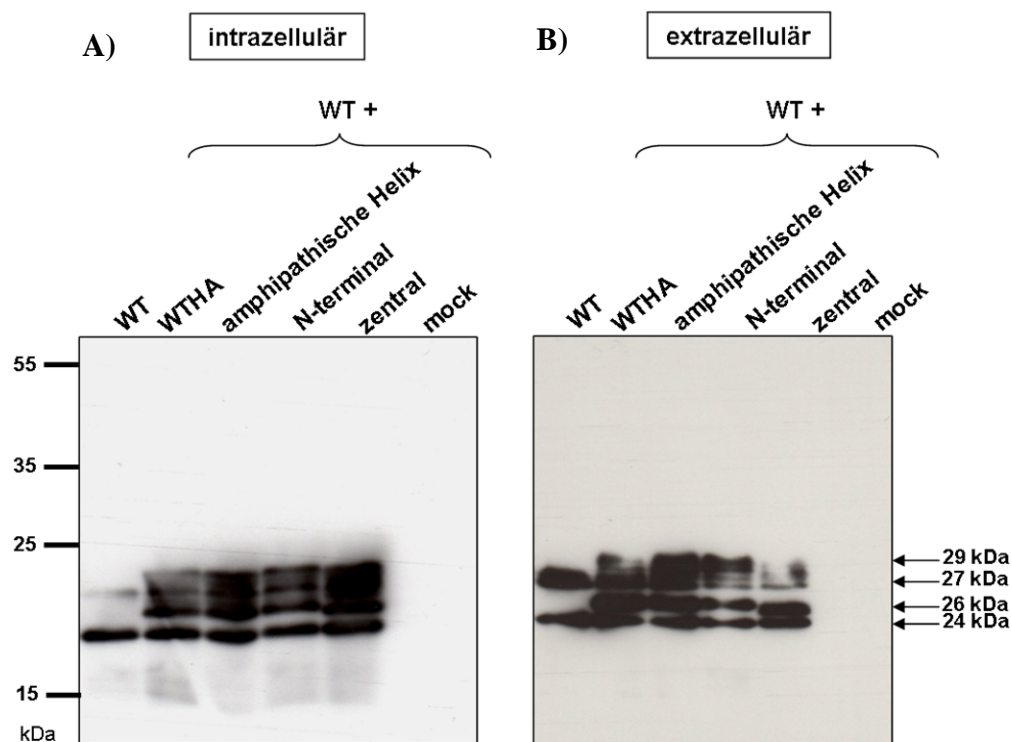 A)
intrazellulär
WT +
WT
WTHA
amphipathische Helix
N-terminal
zentral
mock
55
35
25
15
kDa
B)
extrazellulär
WT +
WT
WTHA
amphipathische Helix
N-terminal
zentral
mock
29 kDa
27 kDa
26 kDa
24 kDa